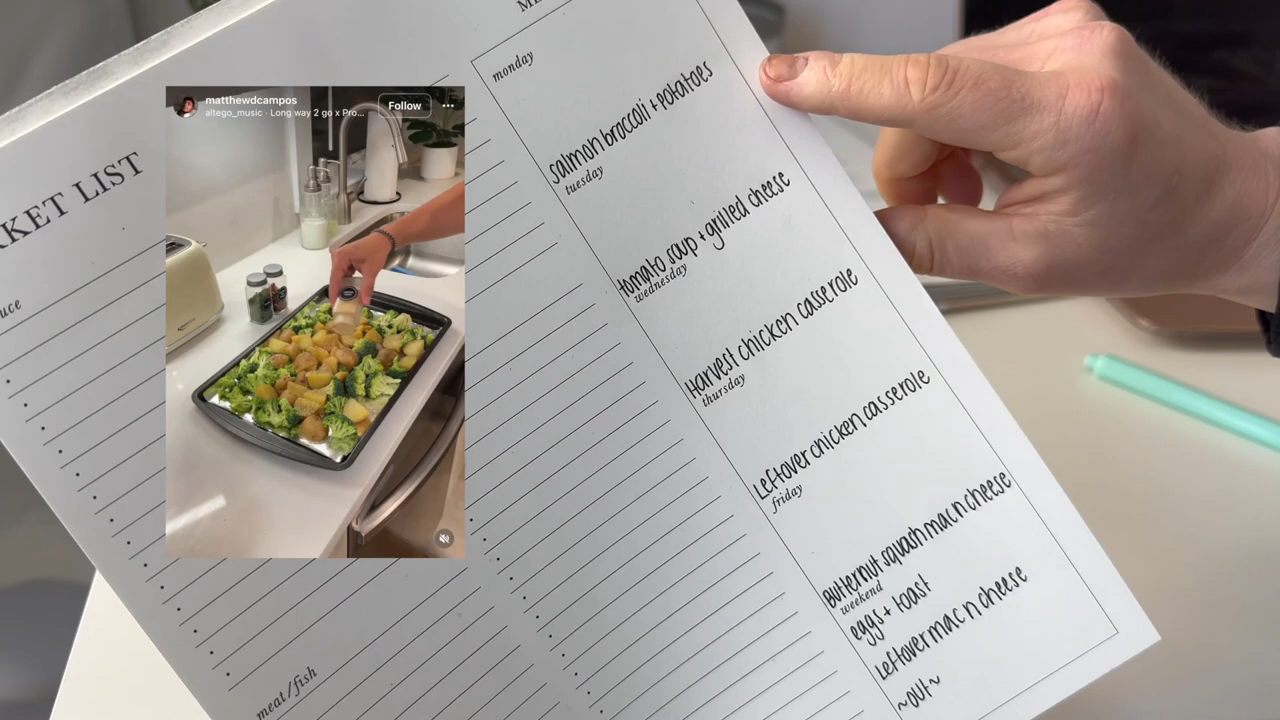 MARKET LIST
monday
salmon broccoli + potatoes
tuesday
tomato soup + grilled cheese
wednesday
Harvest chicken casserole
thursday
Leftover chicken casserole
friday
Butternut squash mac n cheese
weekend
eggs + toast
Leftover mac n cheese
~OUT~
uce
meat/fish
matthewdcampos
altego_music · Long way 2 go x Pro...
Follow